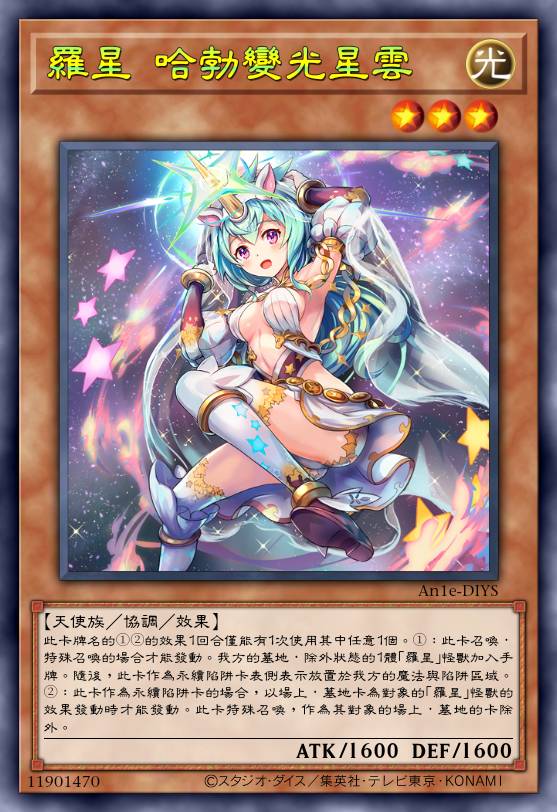 羅星 哈勃變光星雲
光
An1e-DIYS
【天使族／協調／效果】
此卡牌名的①②的效果1回合僅能有1次使用其中任意1個。①：此卡召喚．
特殊召喚的場合才能發動。我方的墓地．除外狀態的1體「羅星」怪獸加入手
牌。隨後，此卡作為永續陷阱卡表側表示放置於我方的魔法與陷阱區域。
②：此卡作為永續陷阱卡的場合，以場上．墓地卡為對象的「羅星」怪獸的
效果發動時才能發動。此卡特殊召喚，作為其對象的場上．墓地的卡除
外。
ATK/1600 DEF/1600
11901470 ©スタジオ・ダイス／集英社・テレビ東京・KONAMI